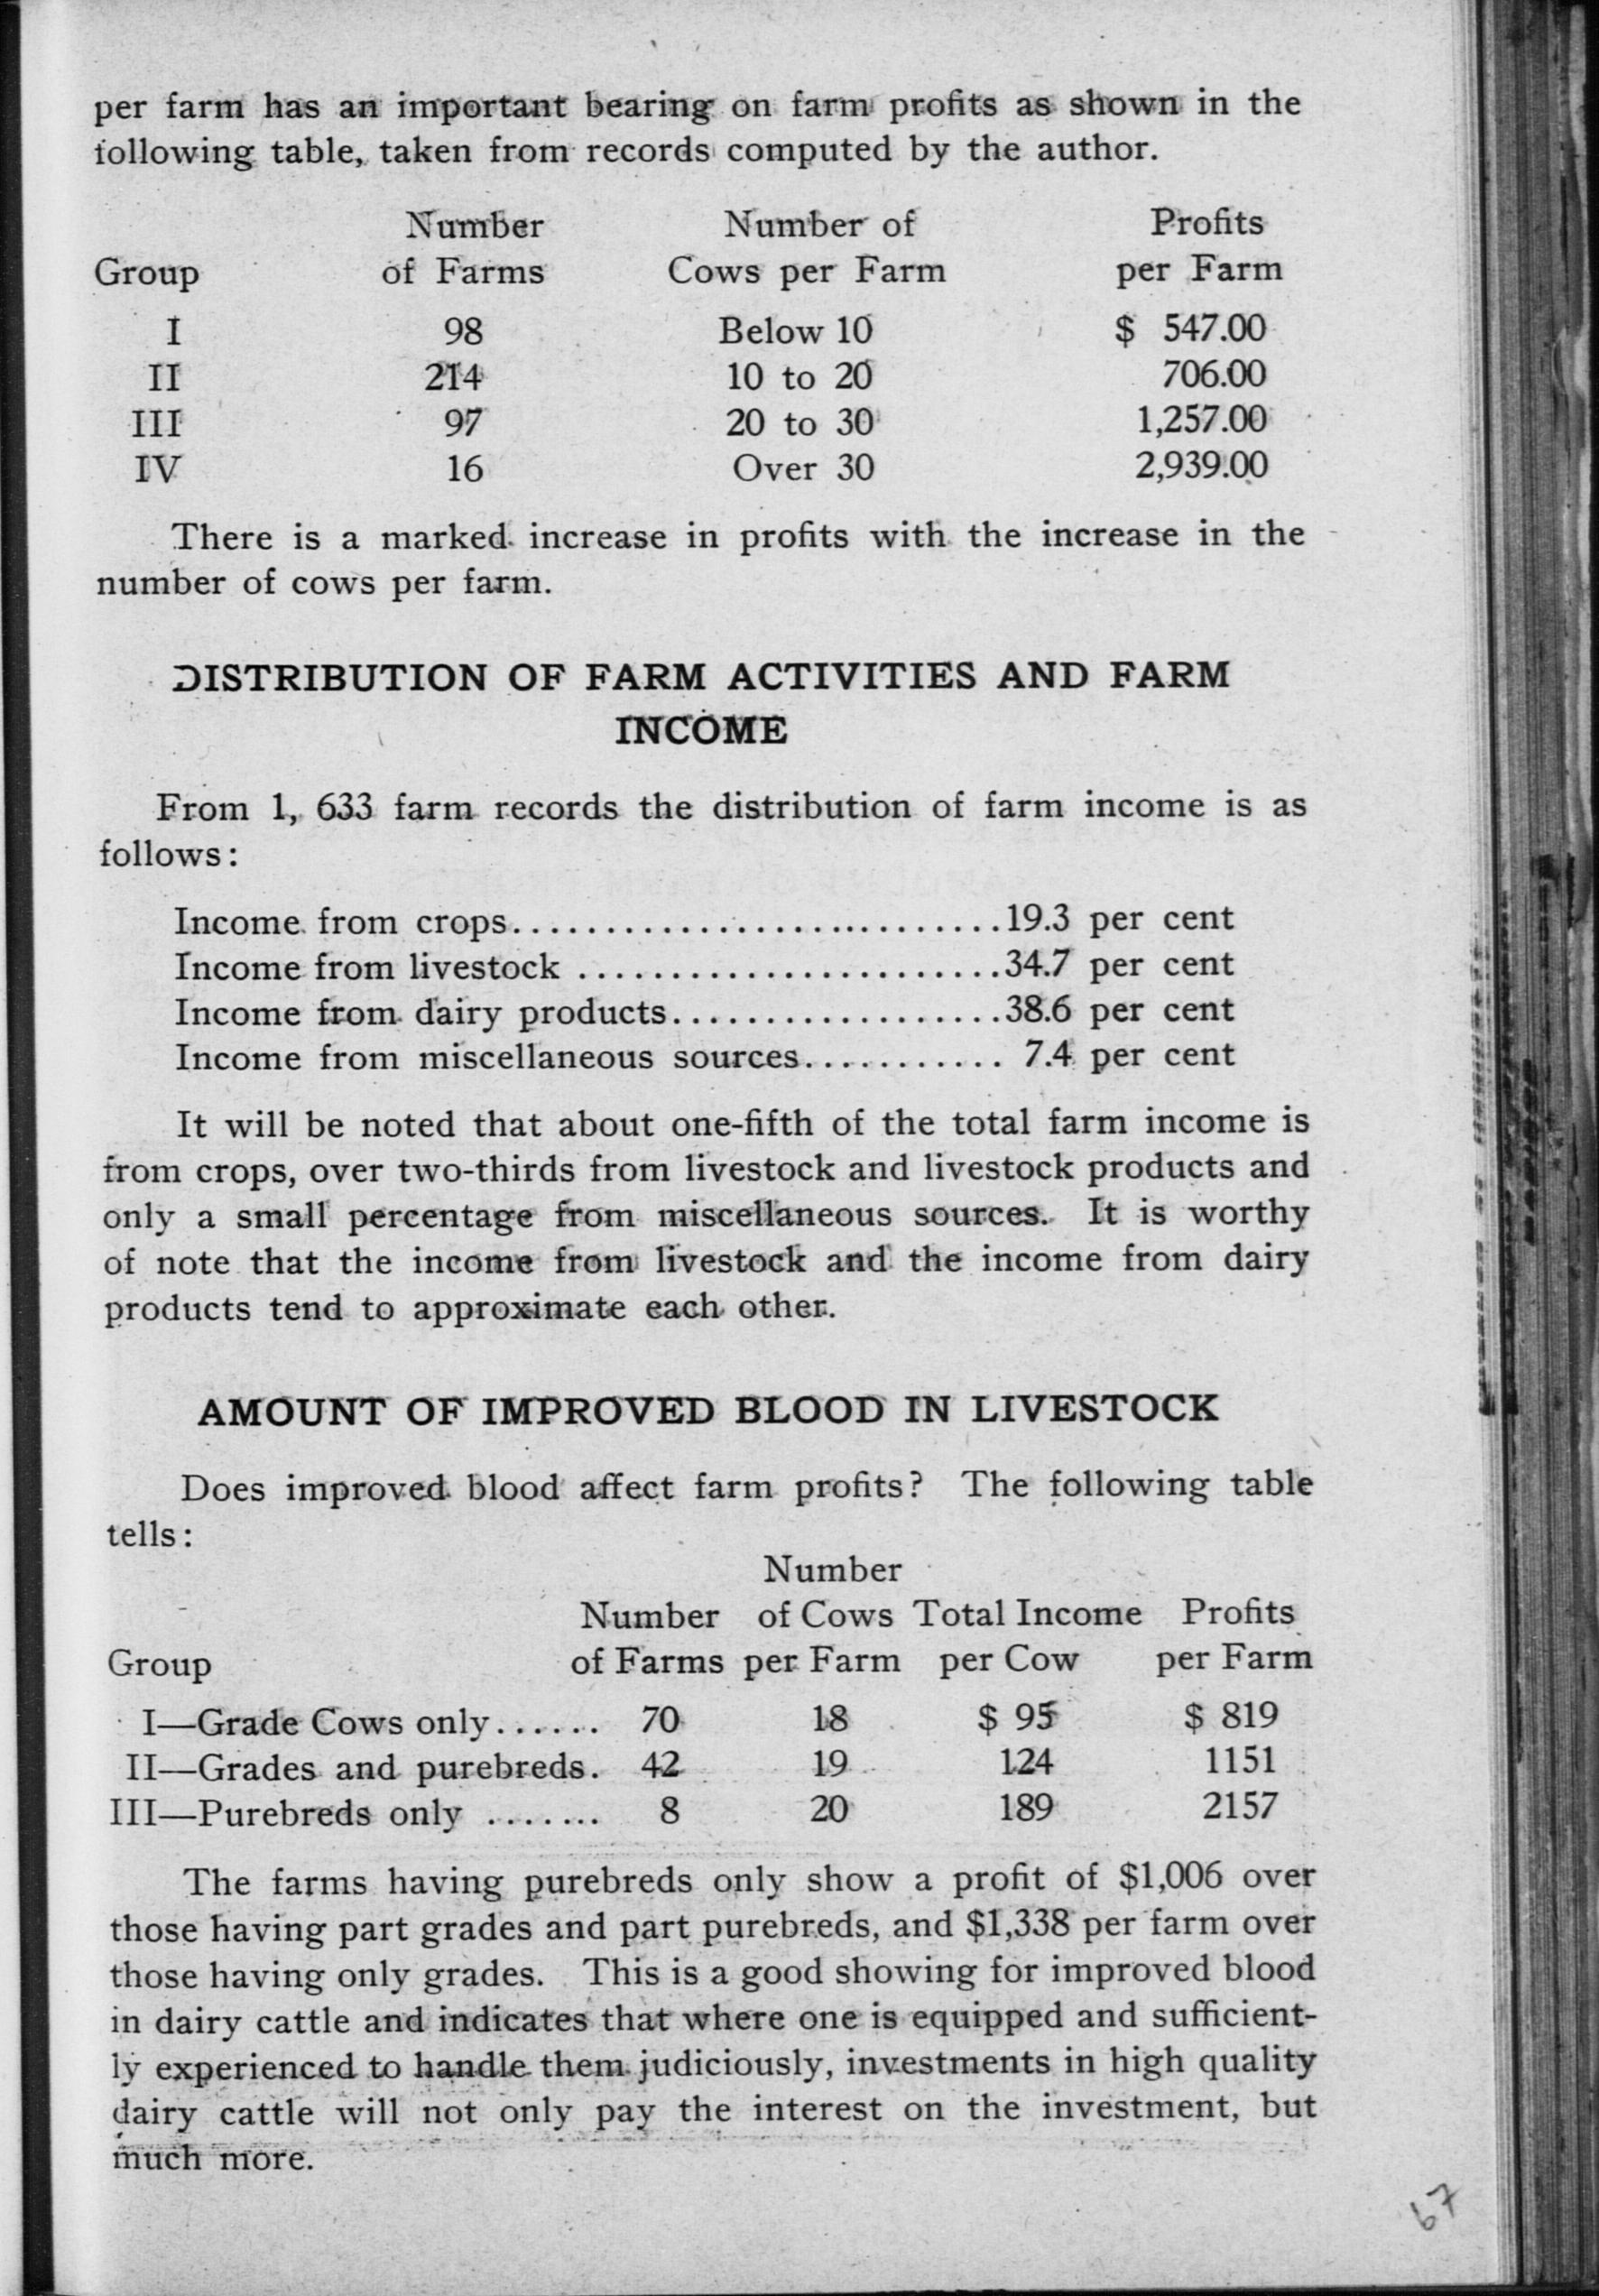 per farm has an important bearing on farm profits as shown in the
following table, taken from records computed by the author.
Number Number of Profits
Group of Farms Cows per Farm per Farm
I 98 Below 10 $ 547.00
II 214 10 to 20 706.00
III 97 20 to 30 1,257.00
IV 16 Over 30 2,939.00
There is a marked increase in profits with the increase in the
number of cows per farm.
DISTRIBUTION OF FARM ACTIVITIES AND FARM
INCOME
From 1, 633 farm records the distribution of farm income is as
follows:
Income from crops............................19.3 per cent
Income from livestock .......................34.7 per cent
Income from dairy products..................38.6 per cent
Income from miscellaneous sources........... 7.4 per cent
It will be noted that about one-fifth of the total farm income is
from crops, over two-thirds from livestock and livestock products and
only a small percentage from miscellaneous sources. It is worthy
of note that the income from livestock and the income from dairy
products tend to approximate each other.
AMOUNT OF IMPROVED BLOOD IN LIVESTOCK
Does improved blood affect farm profits? The following table
tells:
Number
Number of Cows Total Income Profits
Group of Farms per Farm per Cow per Farm
I—Grade Cows only...... 70 18 $ 95 $ 819
II—Grades and purebreds. 42 19 124 1151
III—Purebreds only ....... 8 20 189 2157
The farms having purebreds only show a profit of $1,006 over
those having part grades and part purebreds, and $1,338 per farm over
those having only grades. This is a good showing for improved blood
in dairy cattle and indicates that where one is equipped and sufficient-
ly experienced to handle them judiciously, investments in high quality
dairy cattle will not only pay the interest on the investment, but
much more.
67